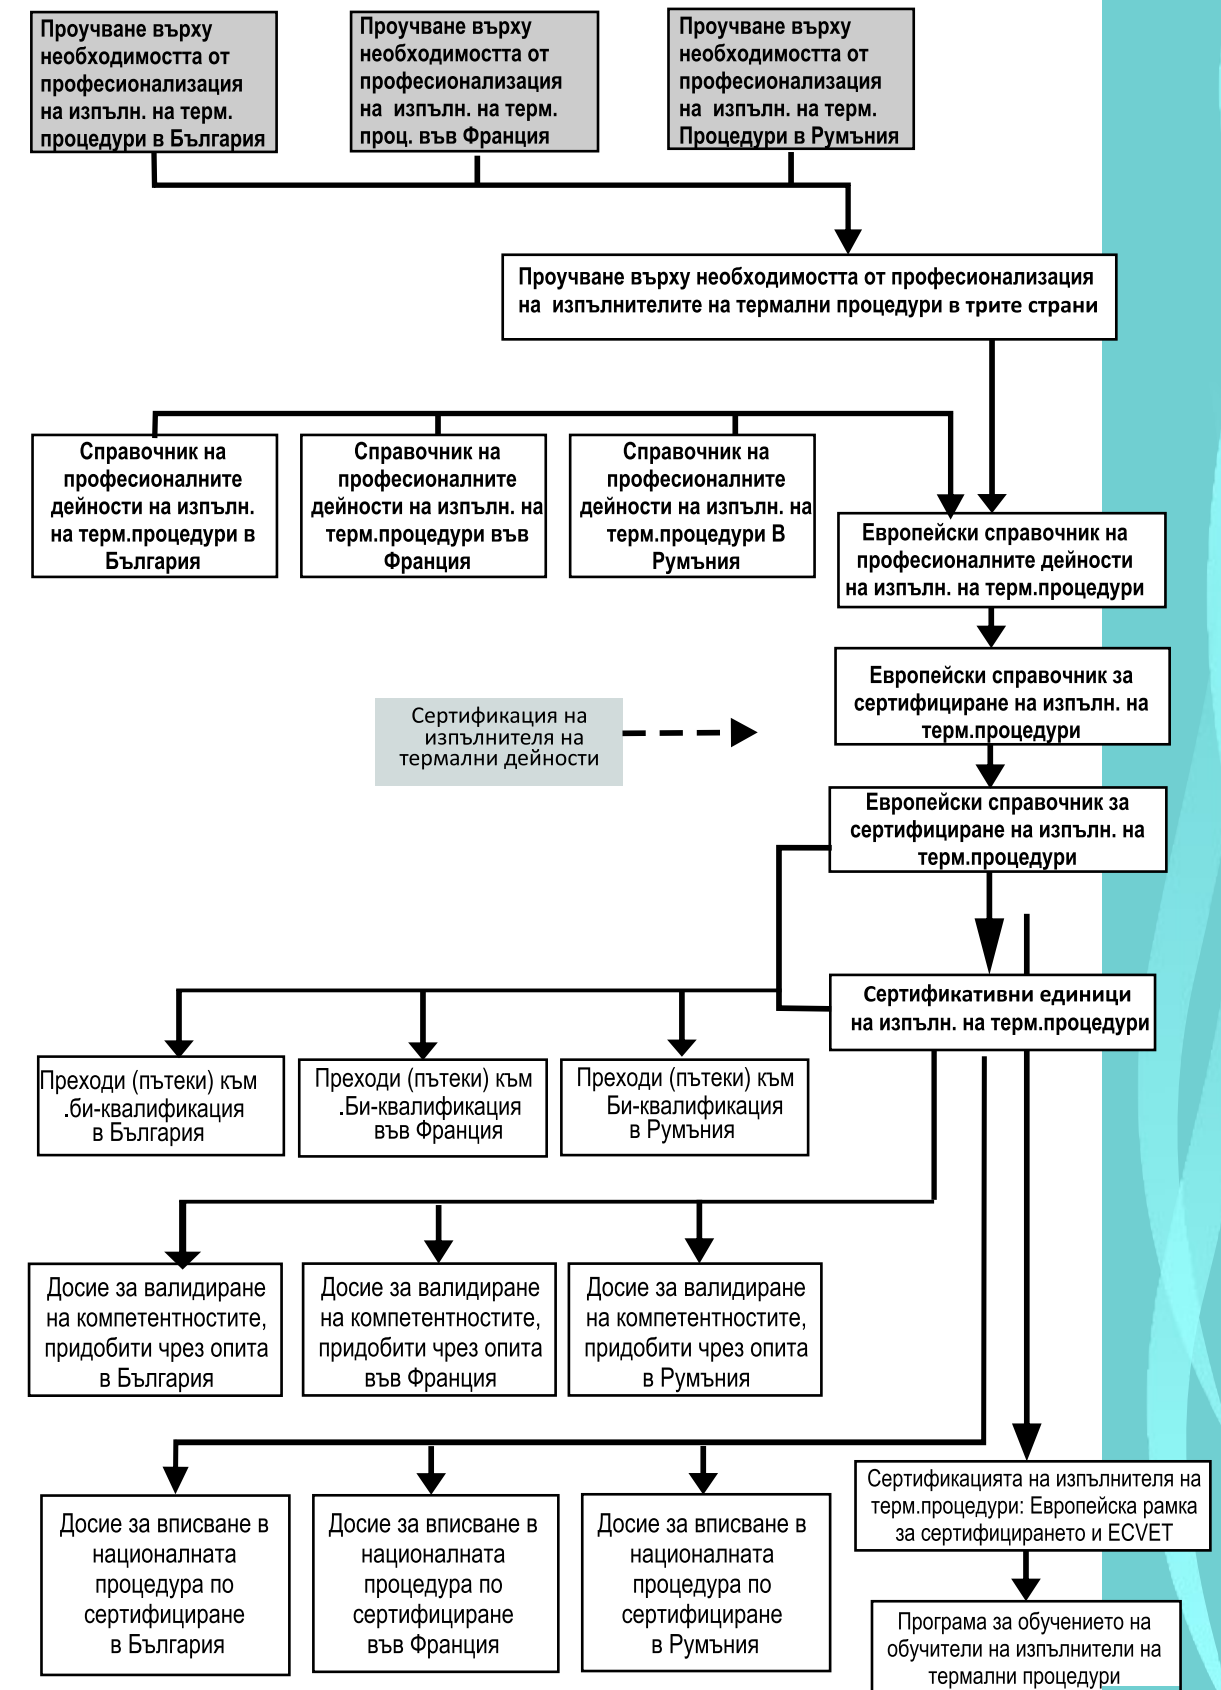 Проучване върху
необходимостта от
професионализация
на изпълн. на терм.
процедури в България
Проучване върху
необходимостта от
професионализация
на изпълн. на терм.
проц. във Франция
Проучване върху
необходимостта от
професионализация
на изпълн. на терм.
Процедури в Румъния
Проучване върху необходимостта от професионализация
на изпълнителите на термални процедури в трите страни
Справочник на
професионалните
дейности на изпълн.
на терм.процедури в
България
Справочник на
професионалните
дейности на изпълн. на
терм.процедури във
Франция
Справочник на
професионалните
дейности на изпълн. на
терм.процедури В
Румъния
Европейски справочник на
професионалните дейности
на изпълн. на терм.процедури
Европейски справочник за
сертифициране на изпълн. на
терм.процедури
Сертификация на
изпълнителя на
термални дейности
Европейски справочник за
сертифициране на изпълн. на
терм.процедури
Сертификативни единици
на изпълн. на терм.процедури
Преходи (пътеки) към
.би-квалификация
в България
Преходи (пътеки) към
.Би-квалификация
във Франция
Преходи (пътеки) към
Би-квалификация
в Румъния
Досие за валидиране
на компетентностите,
придобити чрез опита
в България
Досие за валидиране
на компетентностите,
придобити чрез опита
във Франция
Досие за валидиране
на компетентностите,
придобити чрез опита
в Румъния
Досие за вписване в
националната
процедура по
сертифициране
в България
Досие за вписване в
националната
процедура по
сертифициране
във Франция
Досие за вписване в
националната
процедура по
сертифициране
в Румъния
Сертификацията на изпълнителя на
терм.процедури: Европейска рамка
за сертифицирането и ECVET
Програма за обучението на
обучители на изпълнители на
термални процедури